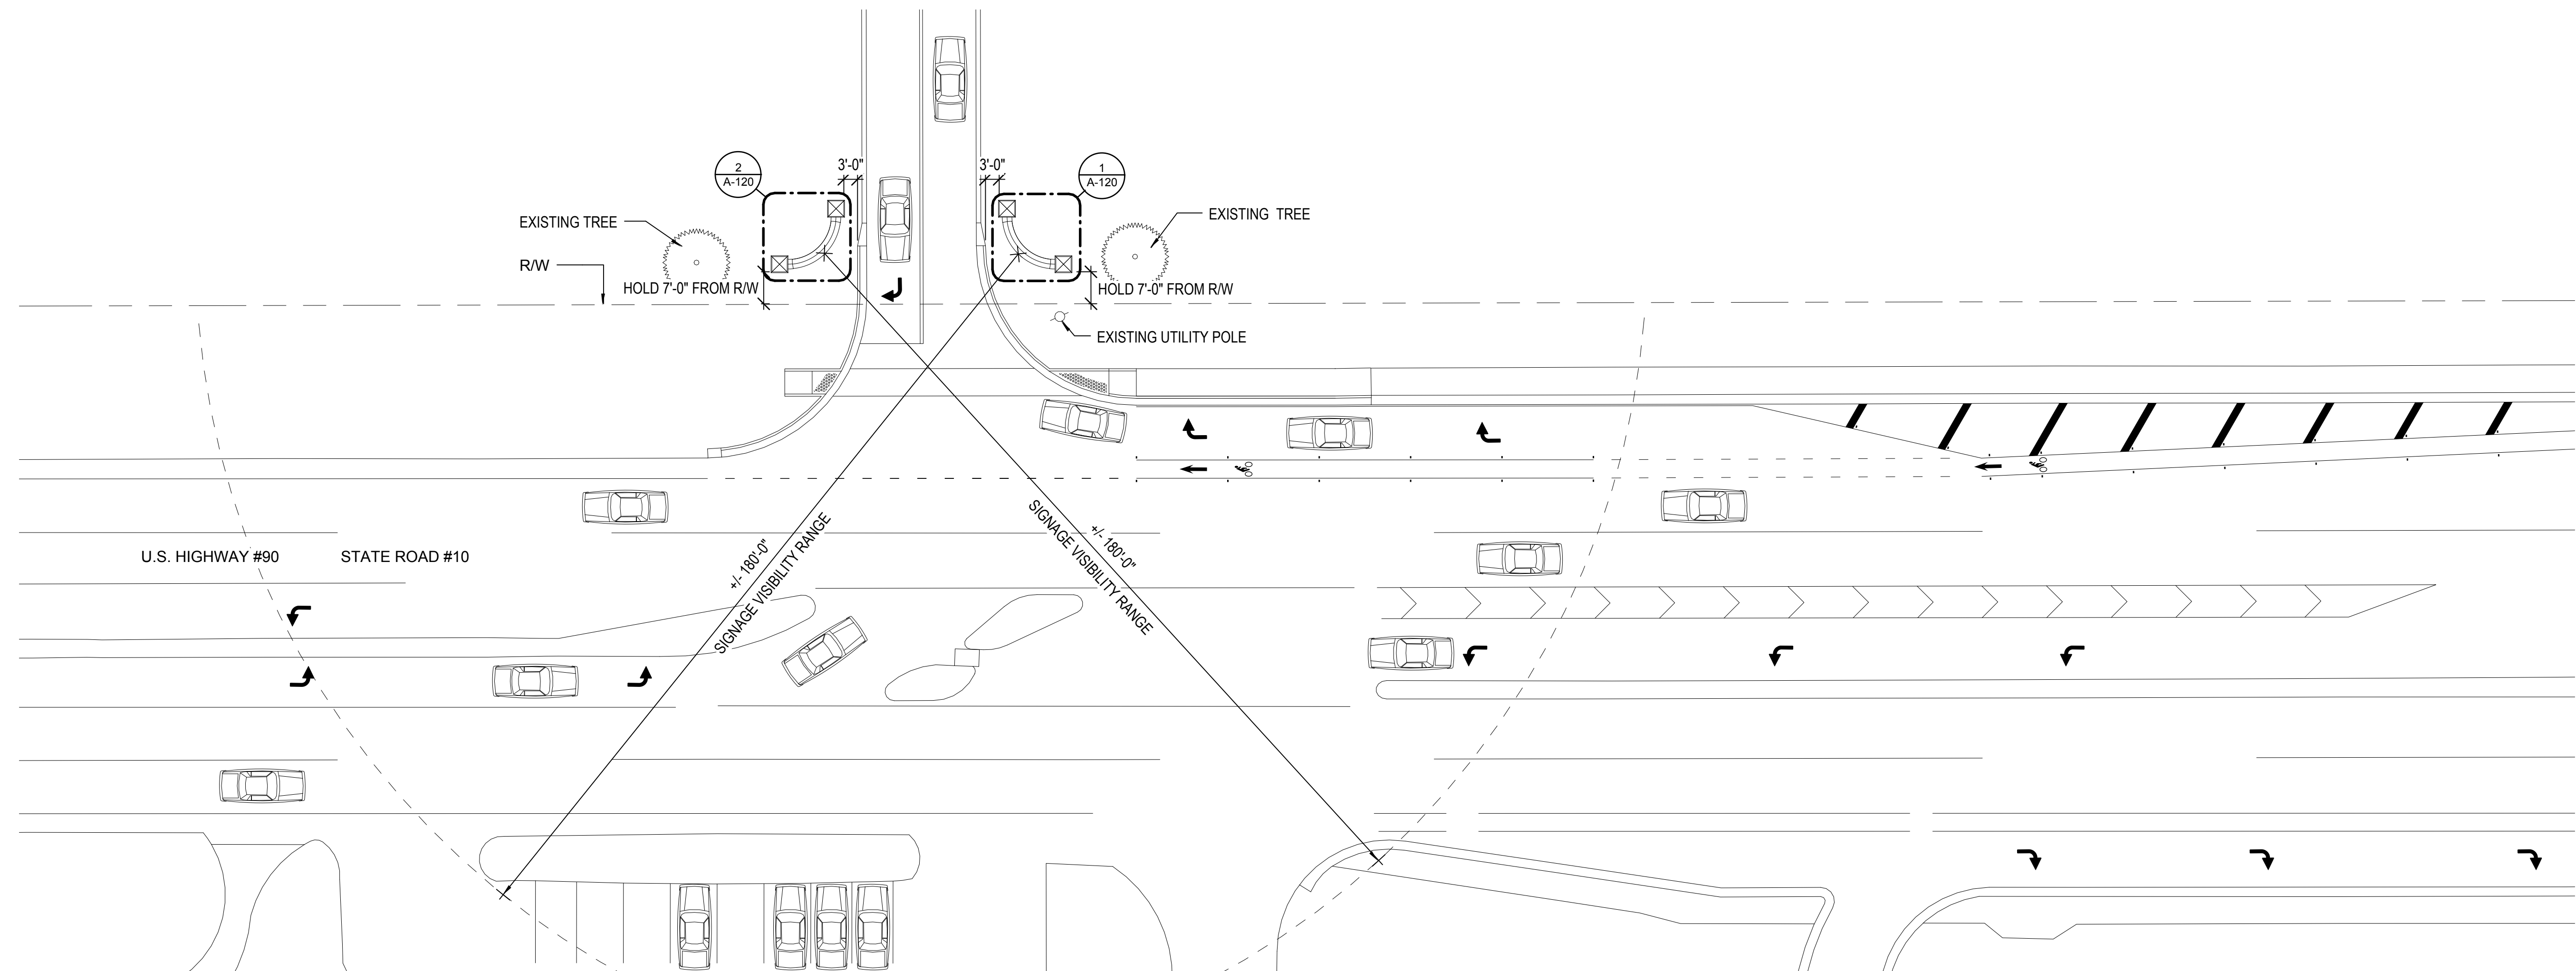 2
A-120
3'-0"
3'-0"
1
A-120
EXISTING TREE
EXISTING  TREE
R/W
HOLD 7'-0" FROM R/W
HOLD 7'-0" FROM R/W
EXISTING UTILITY POLE
+/- 180'-0"
SIGNAGE VISIBILITY RANGE
+/- 180'-0"
SIGNAGE VISIBILITY RANGE
U.S. HIGHWAY #90
STATE ROAD #10